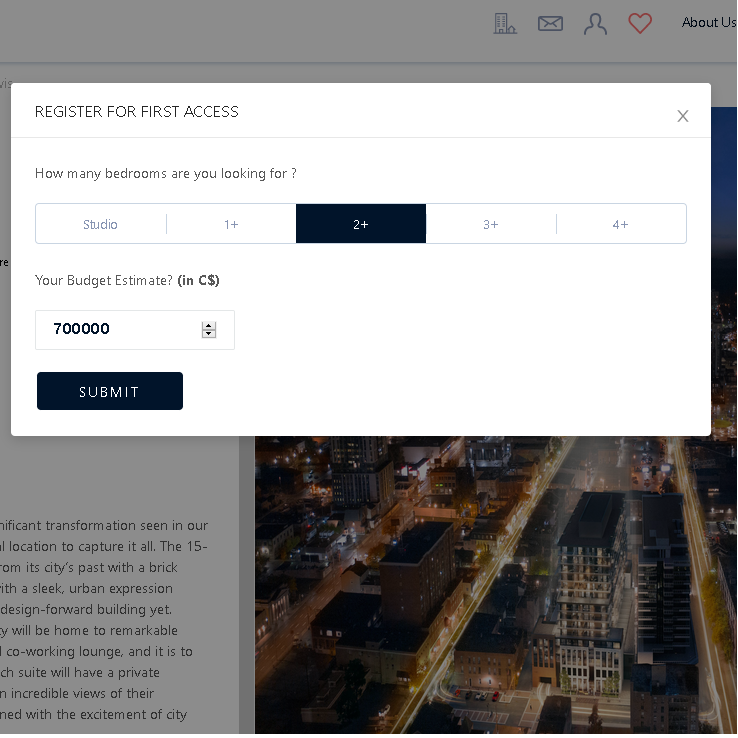 About Us
REGISTER FOR FIRST ACCESS
How many bedrooms are you looking for ?
Studio 1+ 2+ 3+ 4+
Your Budget Estimate? (in C$)
700000
SUBMIT
nificant transformation seen in our
l location to capture it all. The 15-
rom its city's past with a brick
with a sleek, urban expression
design-forward building yet.
ty will be home to remarkable
l co-working lounge, and it is to
ch suite will have a private
n incredible views of their
ned with the excitement of city